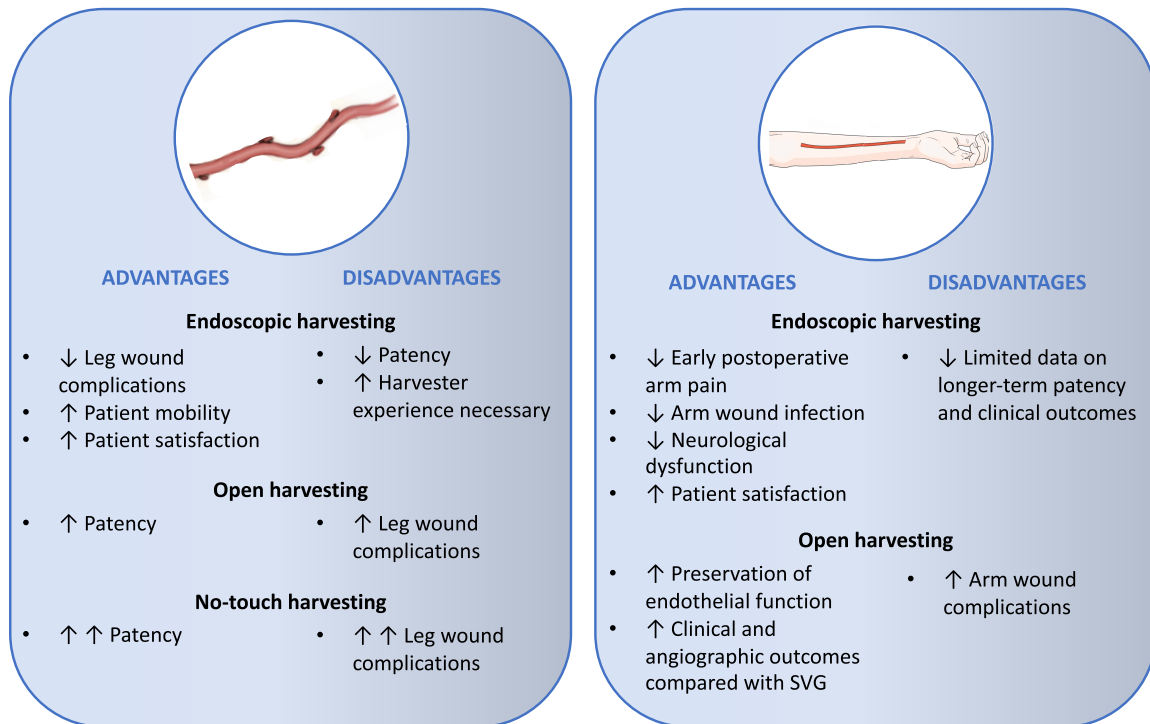 ADVANTAGES
DISADVANTAGES
Endoscopic harvesting
• ↓ Leg wound
complications
• ↑ Patient mobility
• ↑ Patient satisfaction
• ↓ Patency
• ↑ Harvester
experience necessary
Open harvesting
• ↑ Patency
• ↑ Leg wound
complications
No-touch harvesting
• ↑ ↑ Patency
• ↑ ↑ Leg wound
complications
ADVANTAGES
DISADVANTAGES
Endoscopic harvesting
• ↓ Early postoperative
arm pain
• ↓ Arm wound infection
• ↓ Neurological
dysfunction
• ↑ Patient satisfaction
• ↓ Limited data on
longer-term patency
and clinical outcomes
Open harvesting
• ↑ Preservation of
endothelial function
• ↑ Clinical and
angiographic outcomes
compared with SVG
• ↑ Arm wound
complications